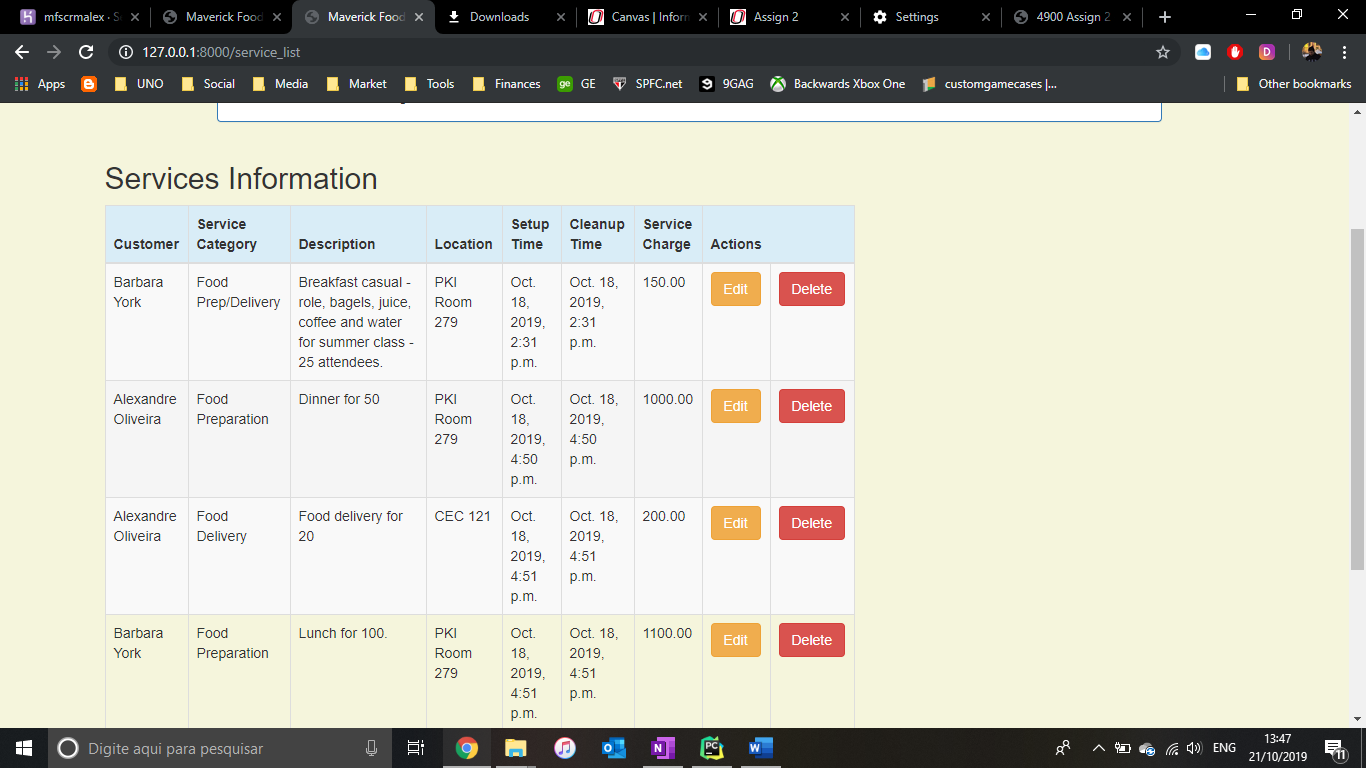 mfscrmalex · S
Maverick Food
Maverick Food
Downloads
Canvas | Inform
Assign 2
Settings
4900 Assign 2
127.0.0.1:8000/service_list
Apps
UNO
Social
Media
Market
Tools
Finances
ge GE
SPFC.net
9GAG
Backwards Xbox One
customgamecases |...
Other bookmarks
Services Information
Customer Service Category Description Location Setup Time Cleanup Time Service Charge Actions
Barbara York
Food Prep/Delivery
Breakfast casual -
role, bagels, juice,
coffee and water
for summer class -
25 attendees.
PKI
Room
279
Oct.
18,
2019,
2:31
p.m.
Oct. 18,
2019,
2:31
p.m.
150.00
Edit
Delete
Alexandre
Oliveira
Food
Preparation
Dinner for 50
PKI
Room
279
Oct.
18,
2019,
4:50
p.m.
Oct. 18,
2019,
4:50
p.m.
1000.00
Edit
Delete
Alexandre
Oliveira
Food
Delivery
Food delivery for
20
CEC 121
Oct.
18,
2019,
4:51
p.m.
Oct. 18,
2019,
4:51
p.m.
200.00
Edit
Delete
Barbara
York
Food
Preparation
Lunch for 100.
PKI
Room
279
Oct.
18,
2019,
4:51
p.m.
Oct. 18,
2019,
4:51
p.m.
1100.00
Edit
Delete
Digite aqui para pesquisar
ENG
13:47
21/10/2019
11